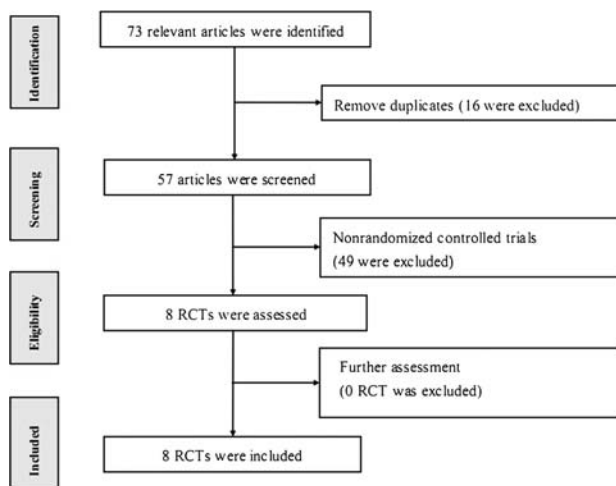 73 relevant articles were identified
Identification
Remove duplicates (16 were excluded)
57 articles were screened
Screening
Nonrandomized controlled trials
(49 were excluded)
8 RCTs were assessed
Eligibility
Further assessment
(0 RCT was excluded)
8 RCTs were included
Included